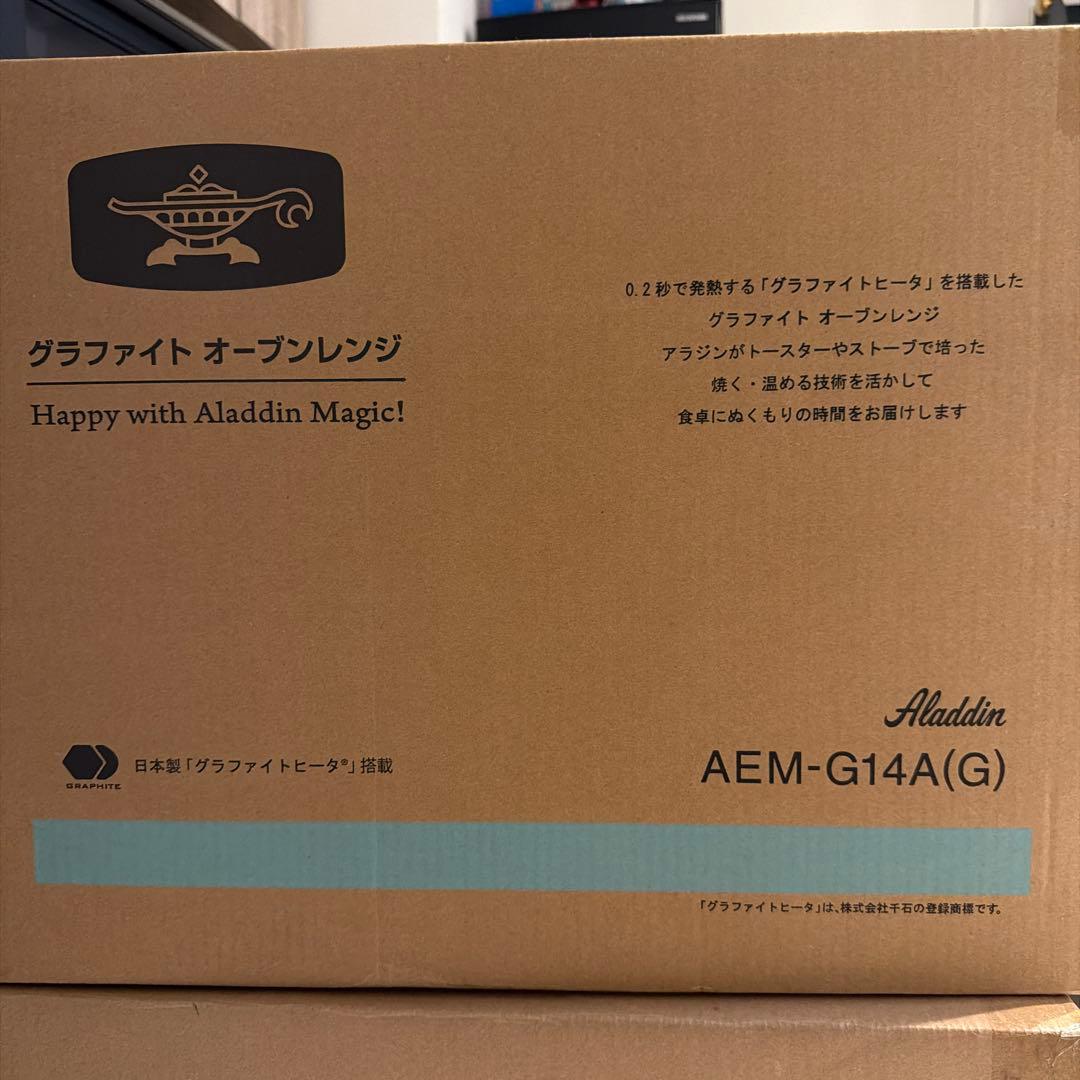 グラファイト オーブンレンジ
Happy with Aladdin Magic!
0.2秒で発熱する「グラファイトヒータ」を搭載した
グラファイト オーブンレンジ
アラジンがトースターやストーブで培った
焼く・温める技術を活かして
食卓にぬくもりの時間をお届けします
GRAPHITE
日本製「グラファイトヒータ®」搭載
Aladdin
AEM-G14A(G)
「グラファイトヒータ」は、株式会社千石の登録商標です。